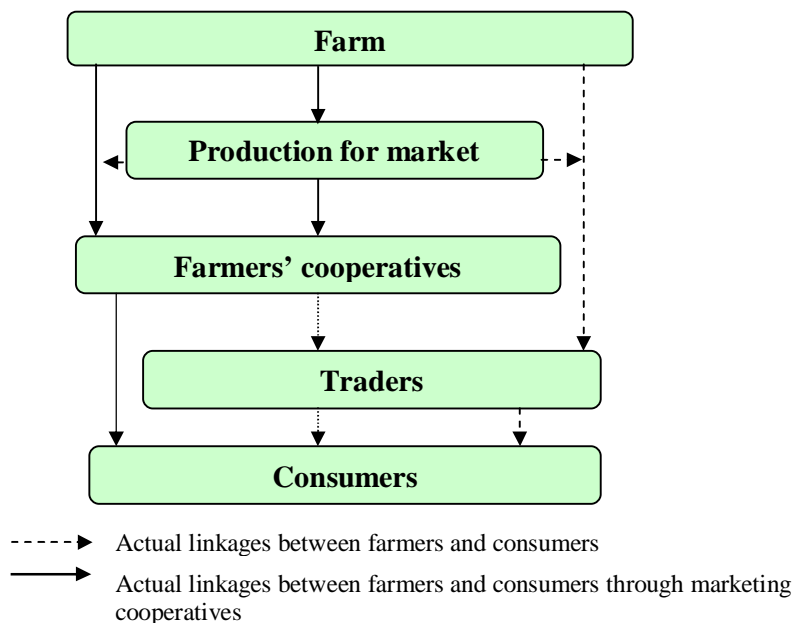 Farm
Production for market
Farmers’ cooperatives
Traders
Consumers
Actual linkages between farmers and consumers
Actual linkages between farmers and consumers through marketing
cooperatives